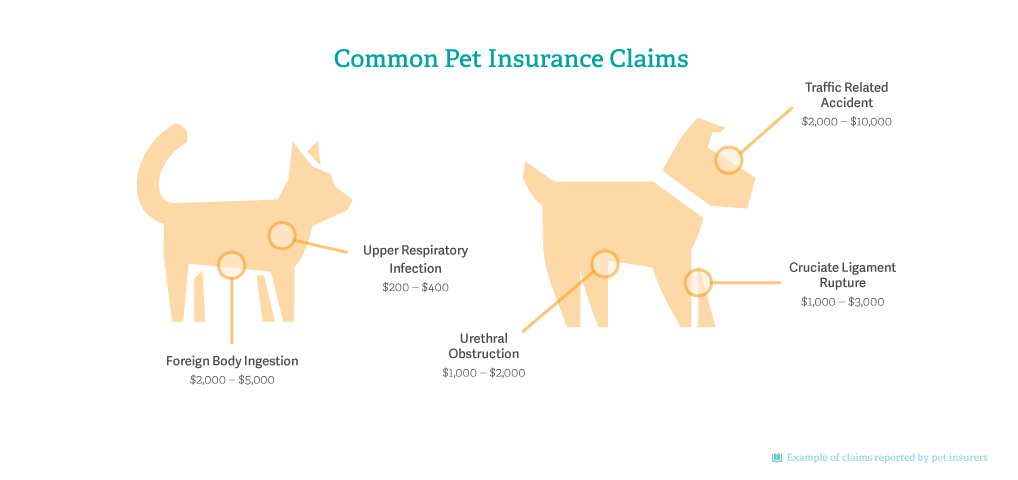 Common Pet Insurance Claims
Traffic Related
Accident
$2,000 – $10,000
Upper Respiratory
Infection
$200 – $400
Cruciate Ligament
Rupture
$1,000 – $3,000
Urethral
Obstruction
$1,000 – $2,000
Foreign Body Ingestion
$2,000 – $5,000
Example of claims reported by pet insurers